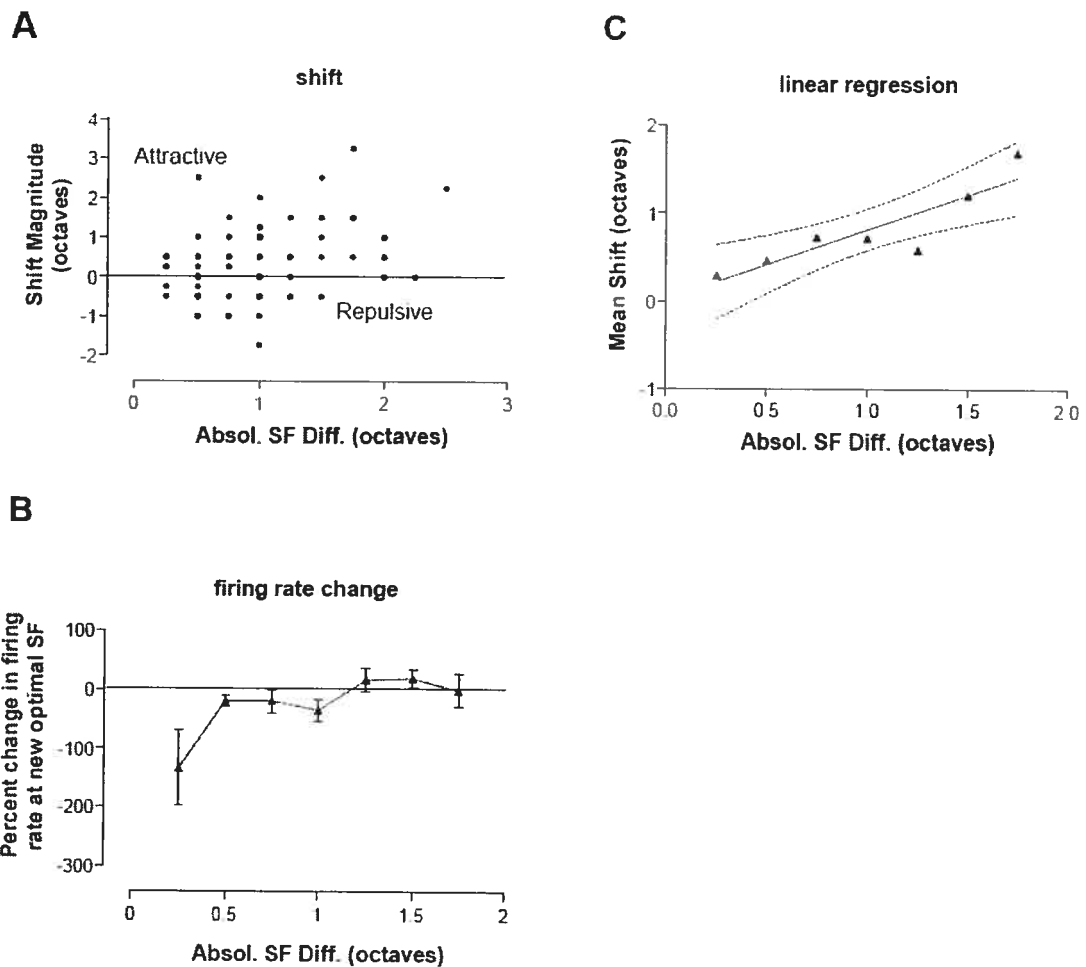 A
shift
Shift Magnitude
(octaves)
4
3
2
1
0
-1
-2
Attractive
Repulsive
0 1 2 3
Absol. SF Diff. (octaves)
C
linear regression
Mean Shift (octaves)
2
1
0
-1
0.0 0.5 1.0 1.5 2.0
Absol. SF Diff. (octaves)
B
firing rate change
Percent change in firing
rate at new optimal SF
100
0
-100
-200
-300
0 0.5 1 1.5 2
Absol. SF Diff. (octaves)